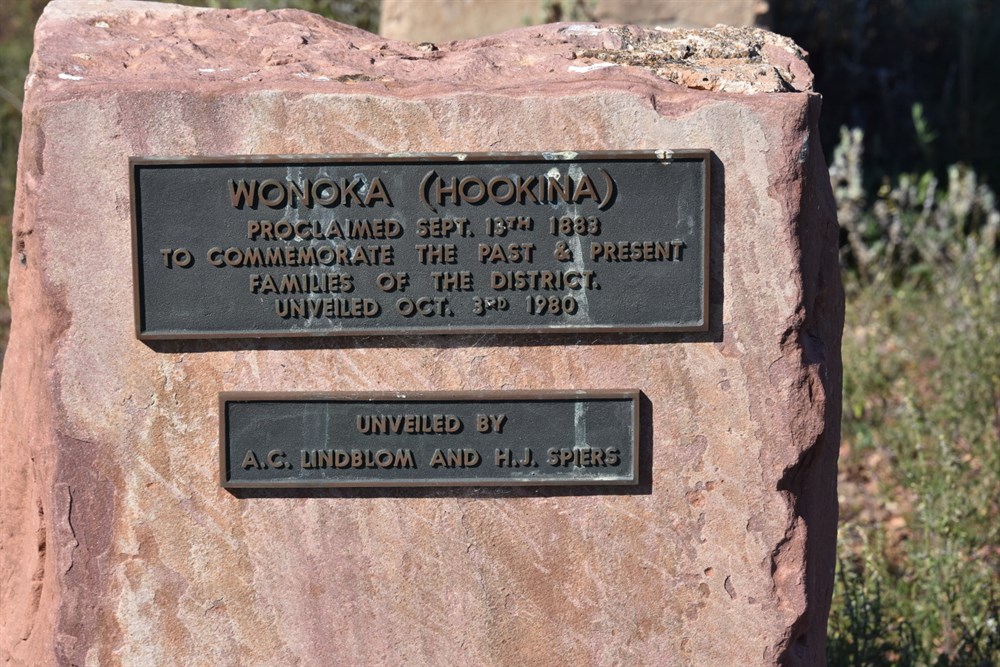 WONOKA (HOOKINA)
PROCLAIMED SEPT. 13TH 1883
TO COMMEMORATE THE PAST & PRESENT
FAMILIES OF THE DISTRICT.
UNVEILED OCT. 3RD 1980
UNVEILED BY
A.C. LINDBLOM AND H.J. SPIERS